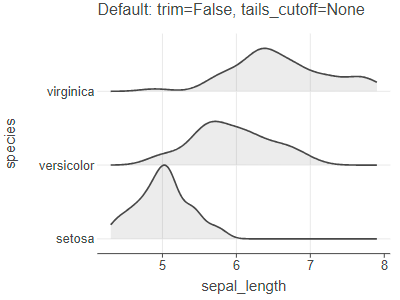 Default: trim=False, tails_cutoff=None
virginica
versicolor
setosa
species
5
6
7
8
sepal_length